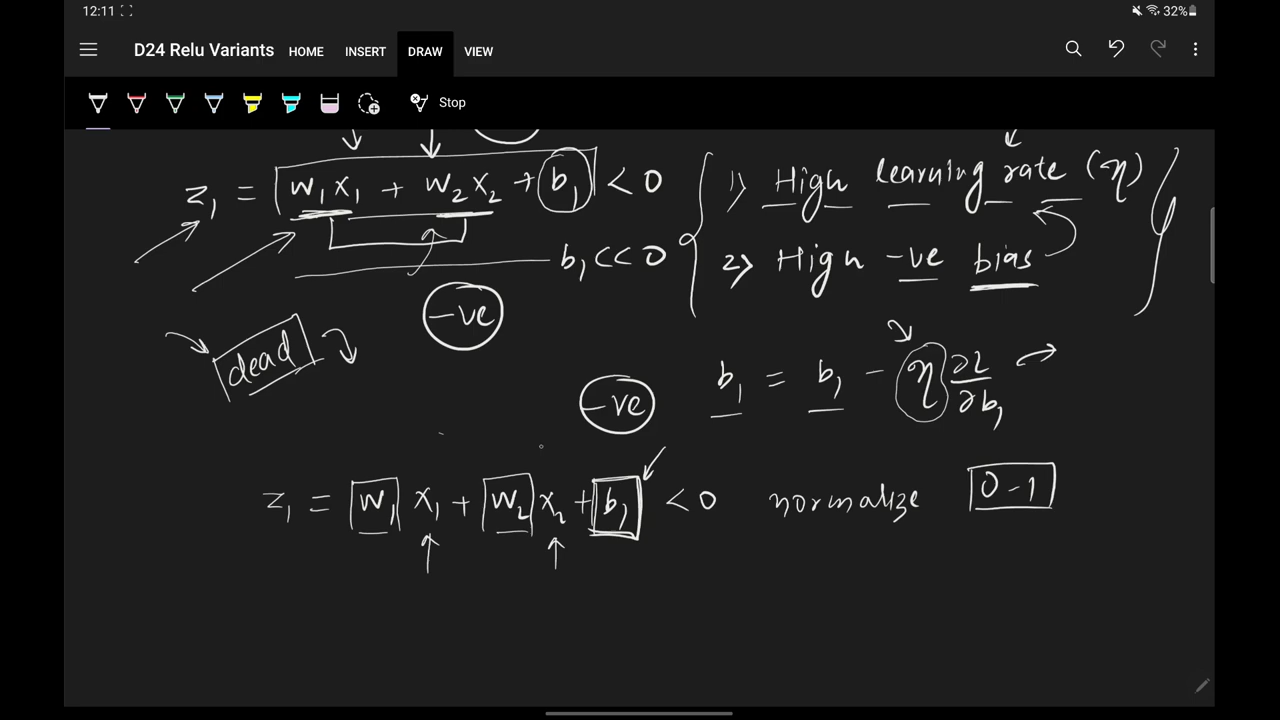 12:11 32%
D24 Relu Variants HOME INSERT DRAW VIEW
Stop
z₁ = w₁x₁ + w₂x₂ + b₁ < 0
1) High learning rate (η)
b₁ << 0
2) High -ve bias
-ve
dead
-ve
b₁ = b₁ - η ∂L/∂b₁
z₁ = w₁ x₁ + w₂ x₂ + b₁ < 0 normalize 0-1